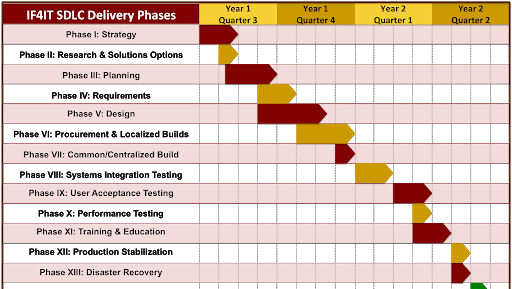 IF4IT SDLC Delivery Phases
Year 1
Quarter 3
Year 1
Quarter 4
Year 2
Quarter 1
Year 2
Quarter 2
Phase I: Strategy
Phase II: Research & Solutions Options
Phase III: Planning
Phase IV: Requirements
Phase V: Design
Phase VI: Procurement & Localized Builds
Phase VII: Common/Centralized Build
Phase VIII: Systems Integration Testing
Phase IX: User Acceptance Testing
Phase X: Performance Testing
Phase XI: Training & Education
Phase XII: Production Stabilization
Phase XIII: Disaster Recovery